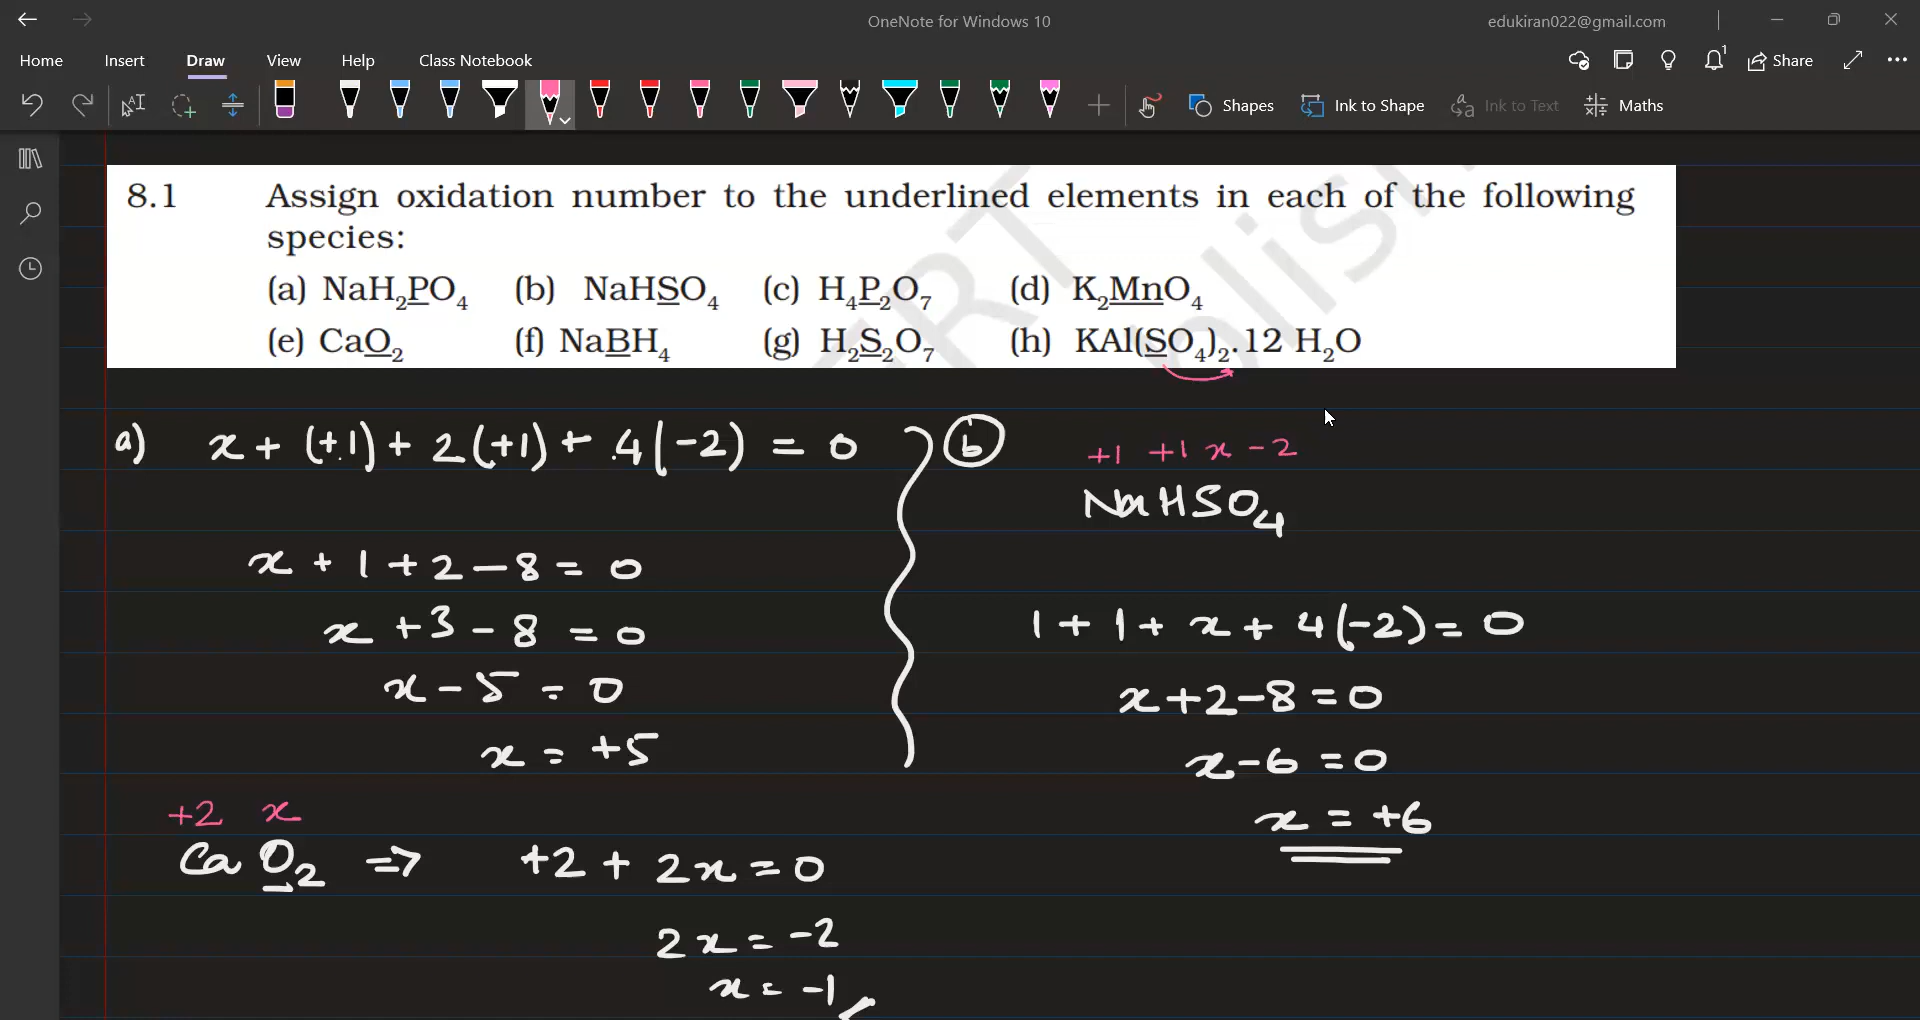 OneNote for Windows 10
edukiran022@gmail.com
Home Insert Draw View Help Class Notebook
1 Share
Shapes Ink to Shape Ink to Text Maths
8.1 Assign oxidation number to the underlined elements in each of the following
species:
(a) NaH₂PO₄ (b) NaHSO₄ (c) H₄P₂O₇ (d) K₂MnO₄
(e) CaO₂ (f) NaBH₄ (g) H₂S₂O₇ (h) KAl(SO₄)₂.12 H₂O
a) x + (+1) + 2(+1) + 4(-2) = 0
x + 1 + 2 - 8 = 0
x + 3 - 8 = 0
x - 5 = 0
x = +5
b
+1 +1 x -2
NaHSO₄
1 + 1 + x + 4(-2) = 0
x + 2 - 8 = 0
x - 6 = 0
x = +6
+2 x
CaO₂ ⇒ +2 + 2x = 0
2x = -2
x = -1